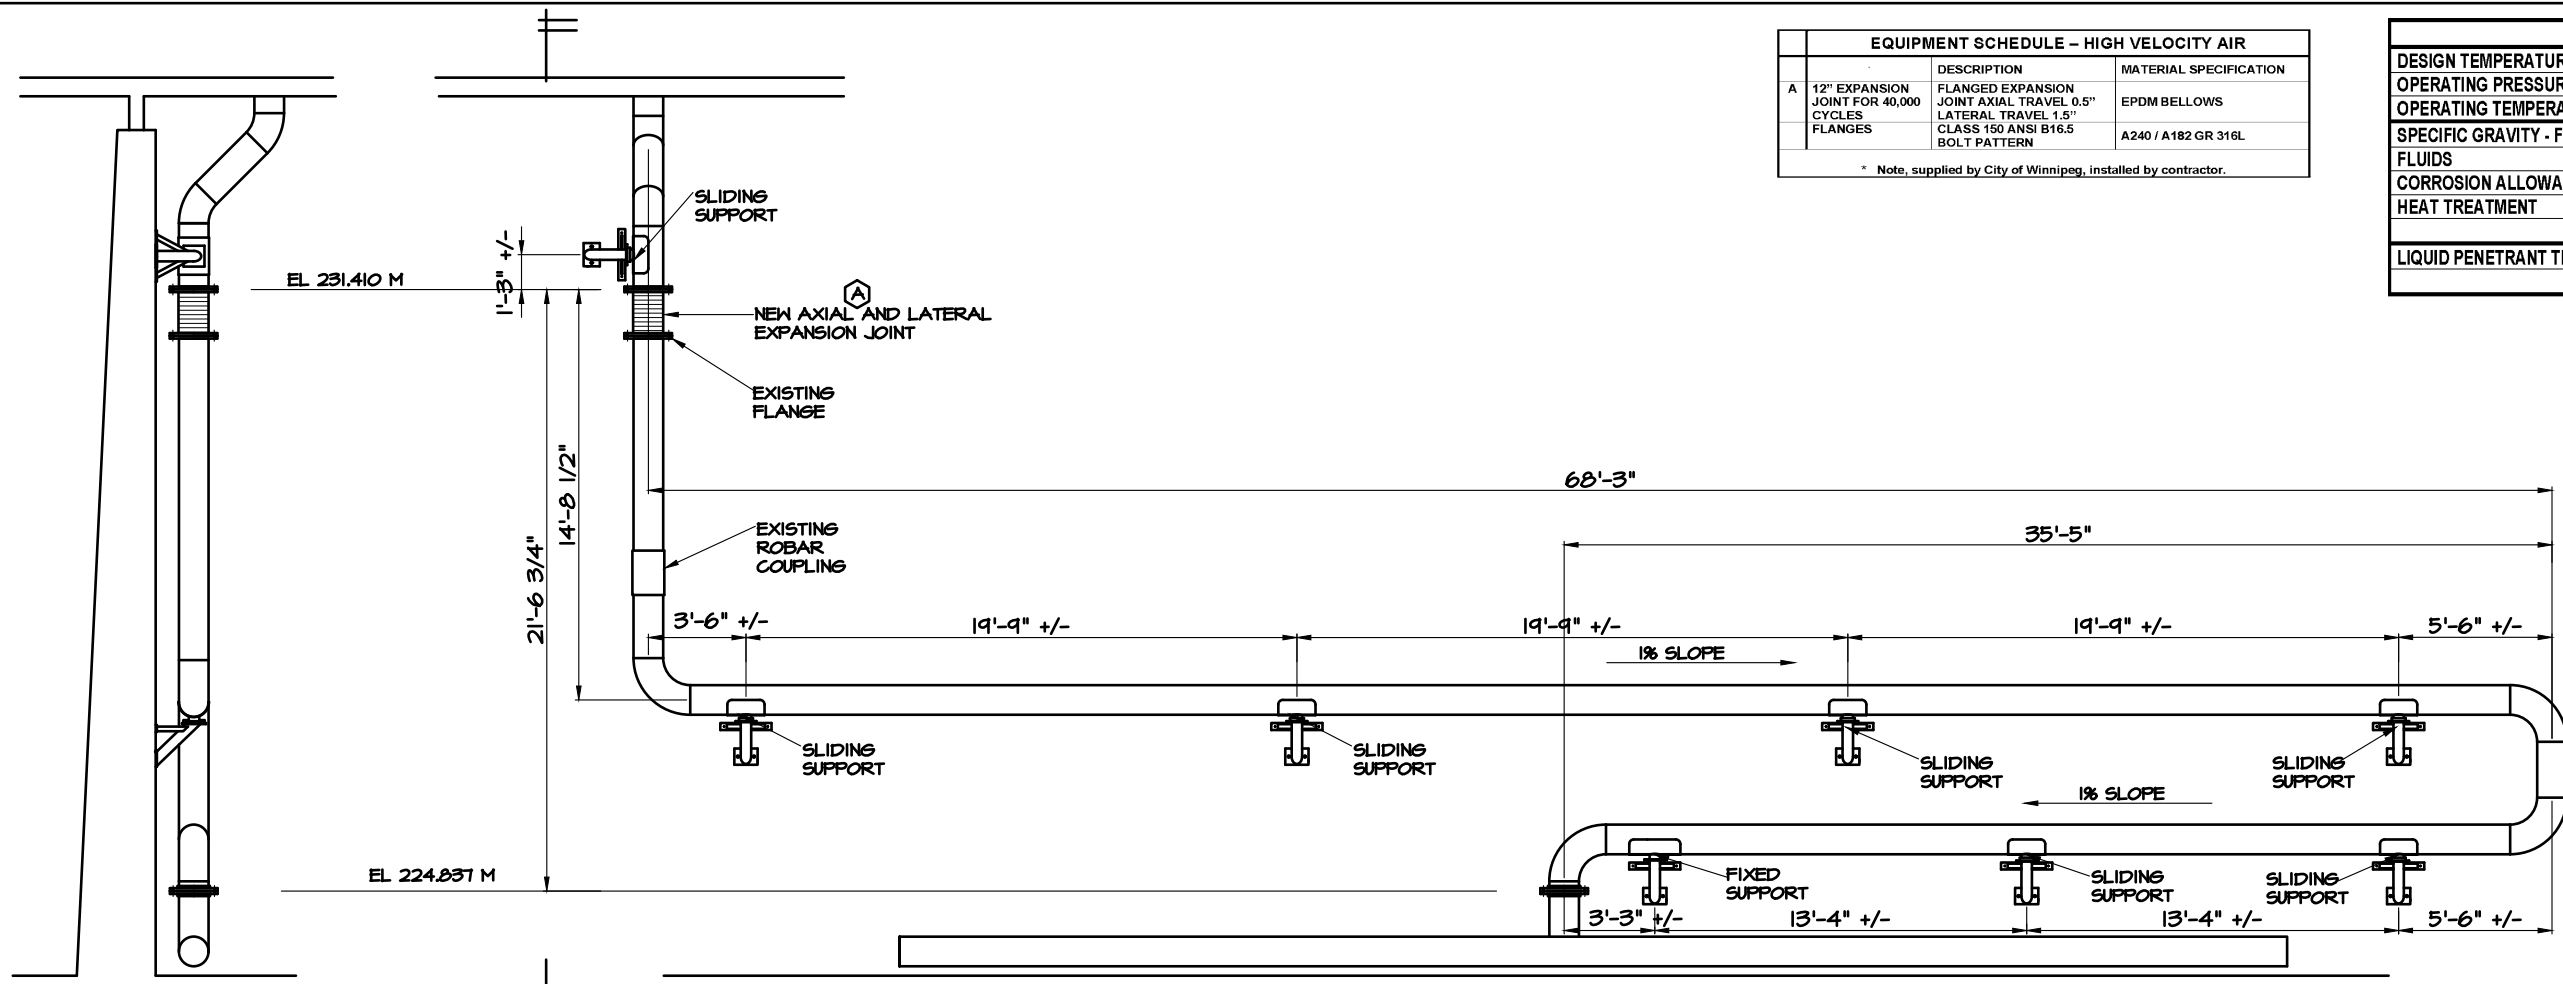 EQUIPMENT SCHEDULE – HIGH VELOCITY AIR
DESCRIPTION
MATERIAL SPECIFICATION
A
12" EXPANSION
JOINT FOR 40,000
CYCLES
FLANGED EXPANSION
JOINT AXIAL TRAVEL 0.5"
LATERAL TRAVEL 1.5"
EPDM BELLOWS
FLANGES
CLASS 150 ANSI B16.5
BOLT PATTERN
A240 / A182 GR 316L
* Note, supplied by City of Winnipeg, installed by contractor.
DESIGN TEMPERATUR
OPERATING PRESSUR
OPERATING TEMPERA
SPECIFIC GRAVITY - F
FLUIDS
CORROSION ALLOWA
HEAT TREATMENT
LIQUID PENETRANT T
SLIDING
SUPPORT
1'-3" +/-
EL 231.410 M
A
NEW AXIAL AND LATERAL
EXPANSION JOINT
EXISTING
FLANGE
14'-8 1/2"
21'-6 3/4"
68'-3"
35'-5"
EXISTING
ROBAR
COUPLING
3'-6" +/-
19'-9" +/-
19'-9" +/-
19'-9" +/-
5'-6" +/-
1% SLOPE
SLIDING
SUPPORT
SLIDING
SUPPORT
SLIDING
SUPPORT
SLIDING
SUPPORT
1% SLOPE
EL 224.837 M
FIXED
SUPPORT
SLIDING
SUPPORT
SLIDING
SUPPORT
3'-3" +/-
13'-4" +/-
13'-4" +/-
5'-6" +/-